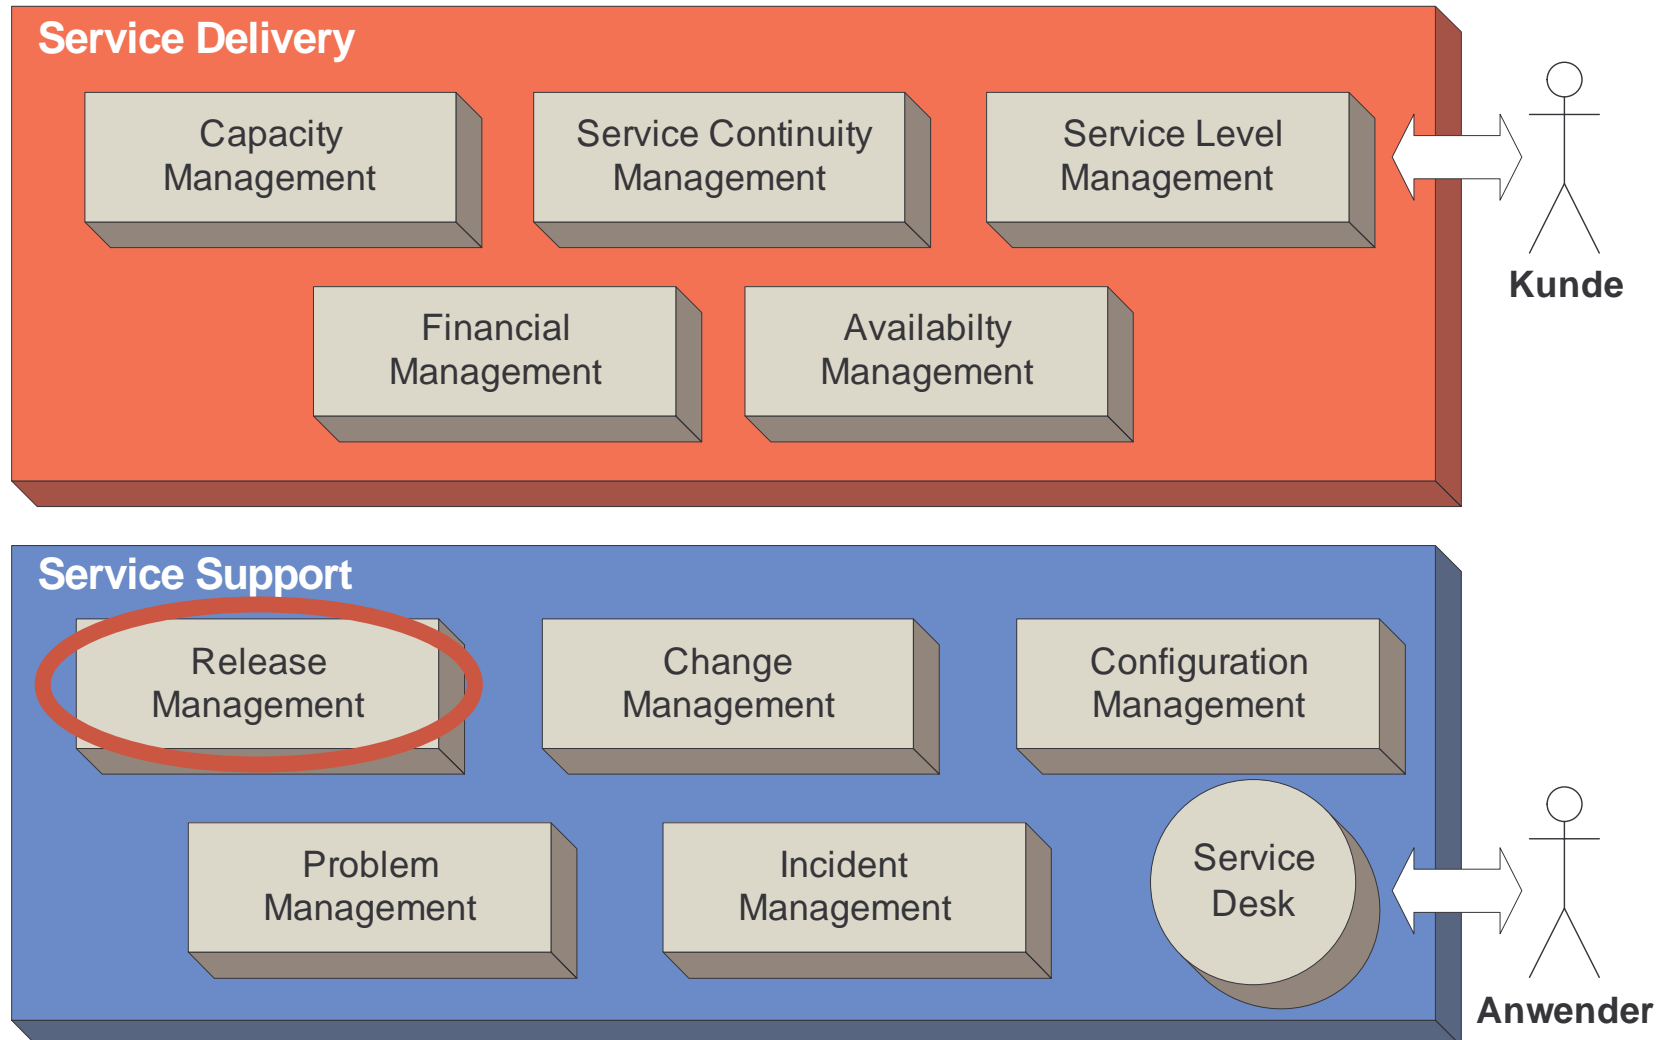 Service Delivery
Capacity
Management
Service Continuity
Management
Service Level
Management
Kunde
Financial
Management
Availabilty
Management
Service Support
Release
Management
Change
Management
Configuration
Management
Problem
Management
Incident
Management
Service
Desk
Anwender